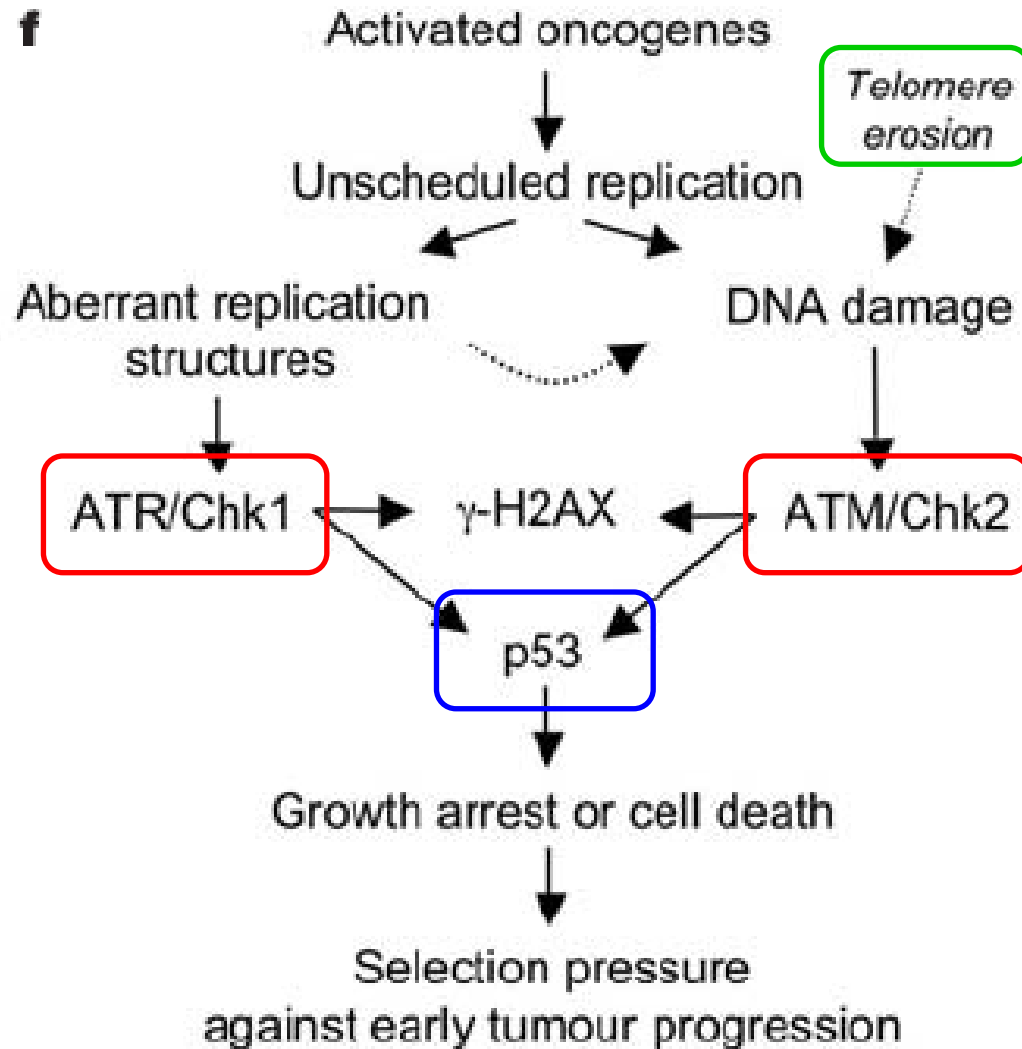 f
Activated oncogenes
Telomere
erosion
Unscheduled replication
Aberrant replication
structures
DNA damage
ATR/Chk1
γ-H2AX
ATM/Chk2
p53
Growth arrest or cell death
Selection pressure
against early tumour progression